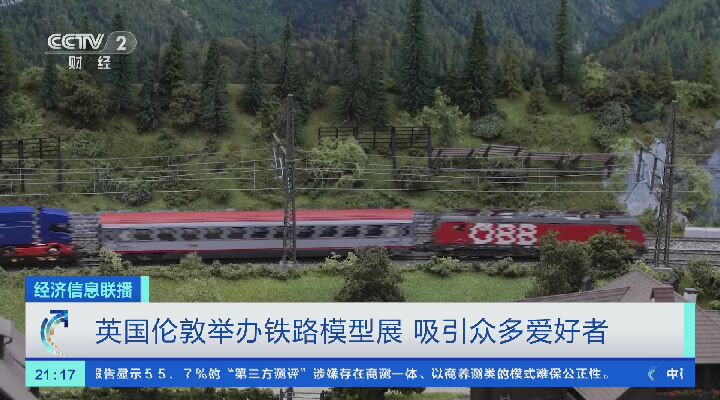 CCTV 2
财经
ÖBB
经济信息联播
英国伦敦举办铁路模型展 吸引众多爱好者
21:17 报告显示55.7%的“第三方测评”涉嫌存在商测一体、以商养测类的模式难保公正性。